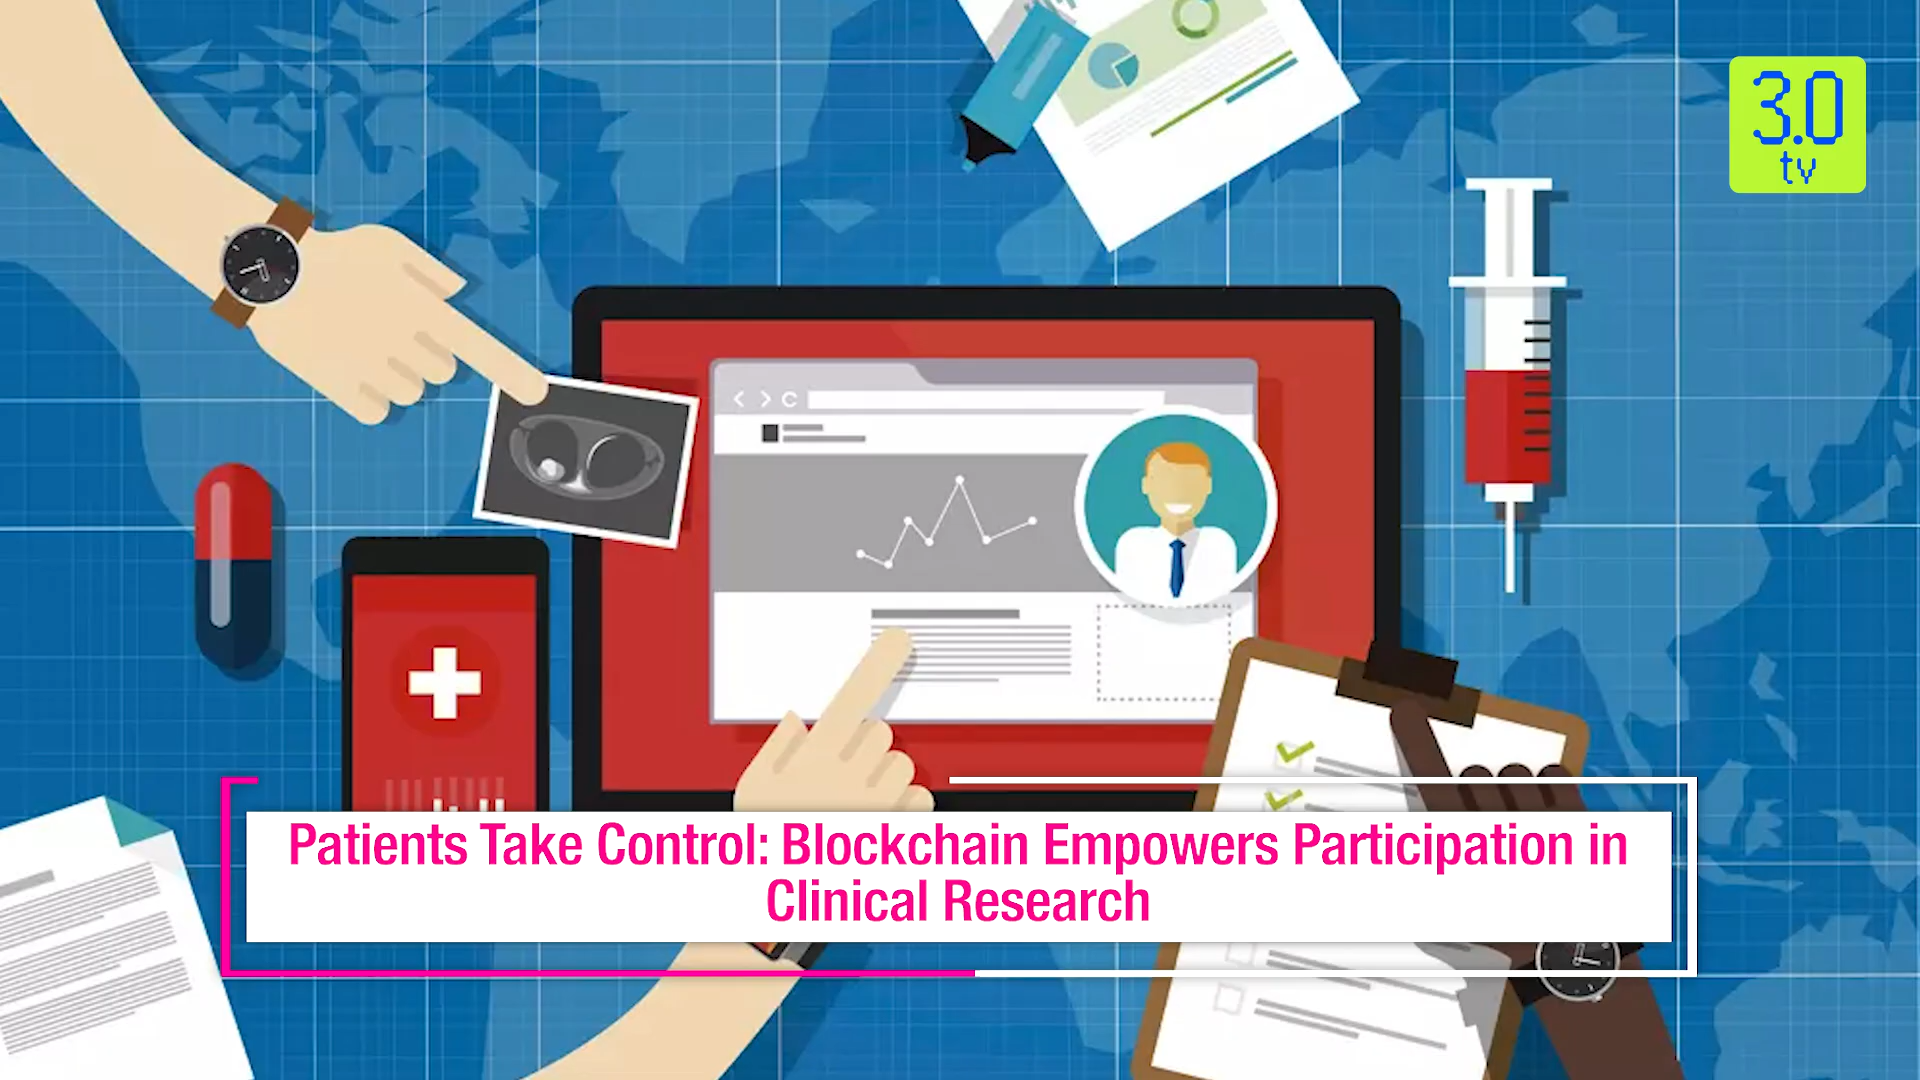 3.0
tv
Patients Take Control: Blockchain Empowers Participation in
Clinical Research